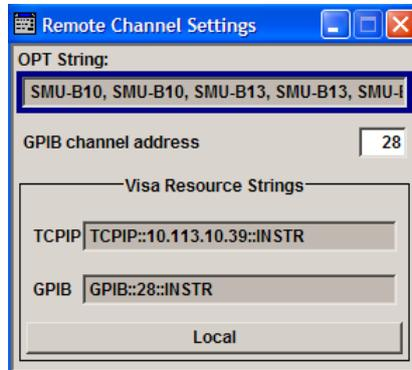 Remote Channel Settings
OPT String:
SMU-B10, SMU-B10, SMU-B13, SMU-B13, SMU-
GPIB channel address 28
Visa Resource Strings
TCPIP TCPIP::10.113.10.39::INSTR
GPIB GPIB::28::INSTR
Local